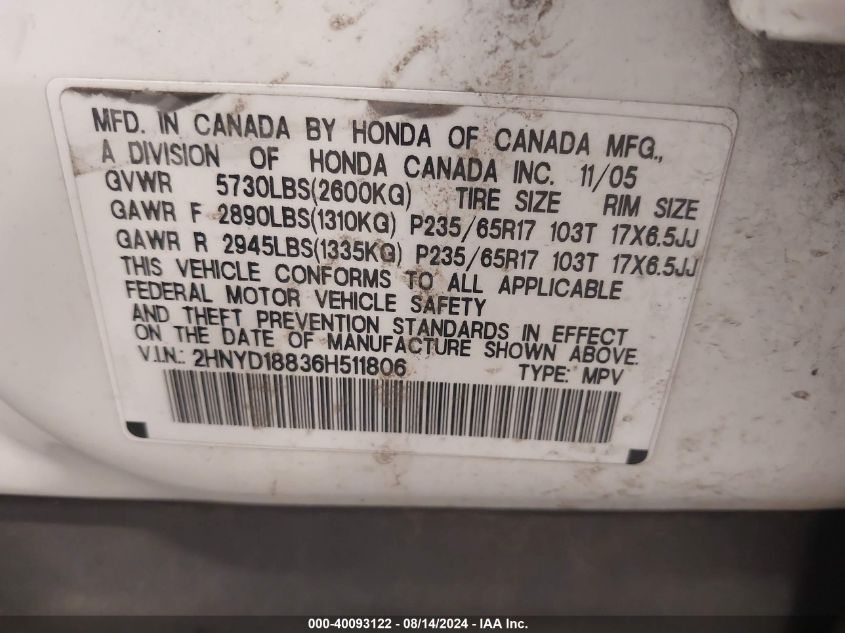 MFD. IN CANADA BY HONDA OF CANADA MFG.,
A DIVISION OF HONDA CANADA INC. 11/05
GVWR 5730LBS(2600KG) TIRE SIZE RIM SIZE
GAWR F 2890LBS(1310KG) P235/65R17 103T 17X6.5JJ
GAWR R 2945LBS(1335KG) P235/65R17 103T 17X6.5JJ
THIS VEHICLE CONFORMS TO ALL APPLICABLE
FEDERAL MOTOR VEHICLE SAFETY
AND THEFT PREVENTION STANDARDS IN EFFECT
ON THE DATE OF MANUFACTURE SHOWN ABOVE.
V.I.N.: 2HNYD18836H511806 TYPE: MPV
000-40093122 - 08/14/2024 - IAA Inc.